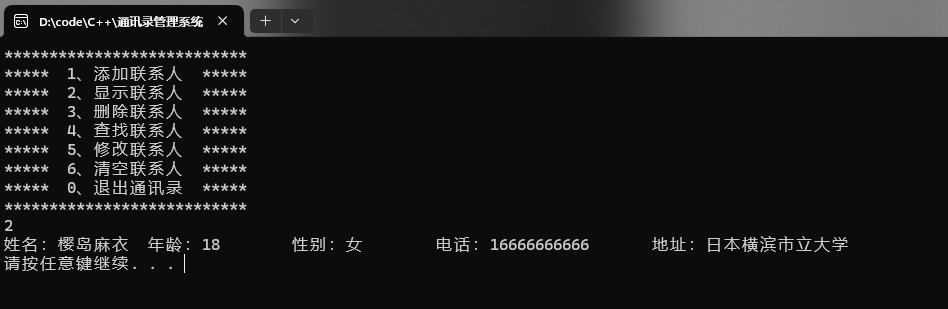 D:\code\C++\通讯录管理系统
***************************
*****  1、添加联系人  *****
*****  2、显示联系人  *****
*****  3、删除联系人  *****
*****  4、查找联系人  *****
*****  5、修改联系人  *****
*****  6、清空联系人  *****
*****  0、退出通讯录  *****
***************************
2
姓名：樱岛麻衣  年龄：18        性别：女        电话：16666666666       地址：日本横滨市立大学
请按任意键继续. . .